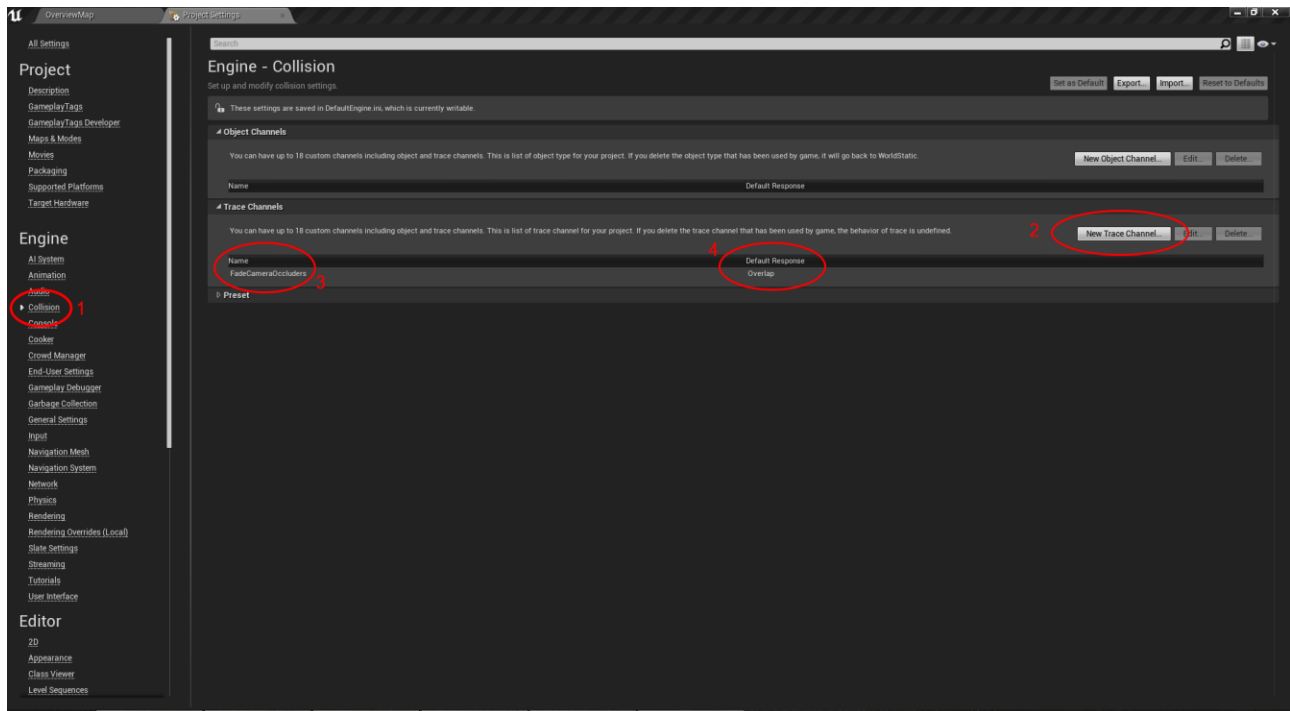 OverviewMap
Project Settings
All Settings
Project
Description
GameplayTags
GameplayTags Developer
Maps & Modes
Movies
Packaging
Supported Platforms
Target Hardware
Engine
AI System
Animation
Audio
Collision 1
Console
Cooker
Crowd Manager
End-User Settings
Gameplay Debugger
Garbage Collection
General Settings
Input
Navigation Mesh
Navigation System
Network
Physics
Rendering
Rendering Overrides (Local)
Slate Settings
Streaming
Tutorials
User Interface
Editor
2D
Appearance
Class Viewer
Level Sequences
Search
Engine - Collision
Set up and modify collision settings.
Set as Default Export... Import... Reset to Defaults
These settings are saved in DefaultEngine.ini, which is currently writable.
Object Channels
You can have up to 18 custom channels including object and trace channels. This is list of object type for your project. If you delete the object type that has been used by game, it will go back to WorldStatic.
New Object Channel... Edit... Delete...
Name Default Response
Trace Channels
You can have up to 18 custom channels including object and trace channels. This is list of trace channel for your project. If you delete the trace channel that has been used by game, the behavior of trace is undefined.
2 New Trace Channel... Edit... Delete...
Name 4 Default Response
FadeCameraOccluders 3 Overlap
Preset